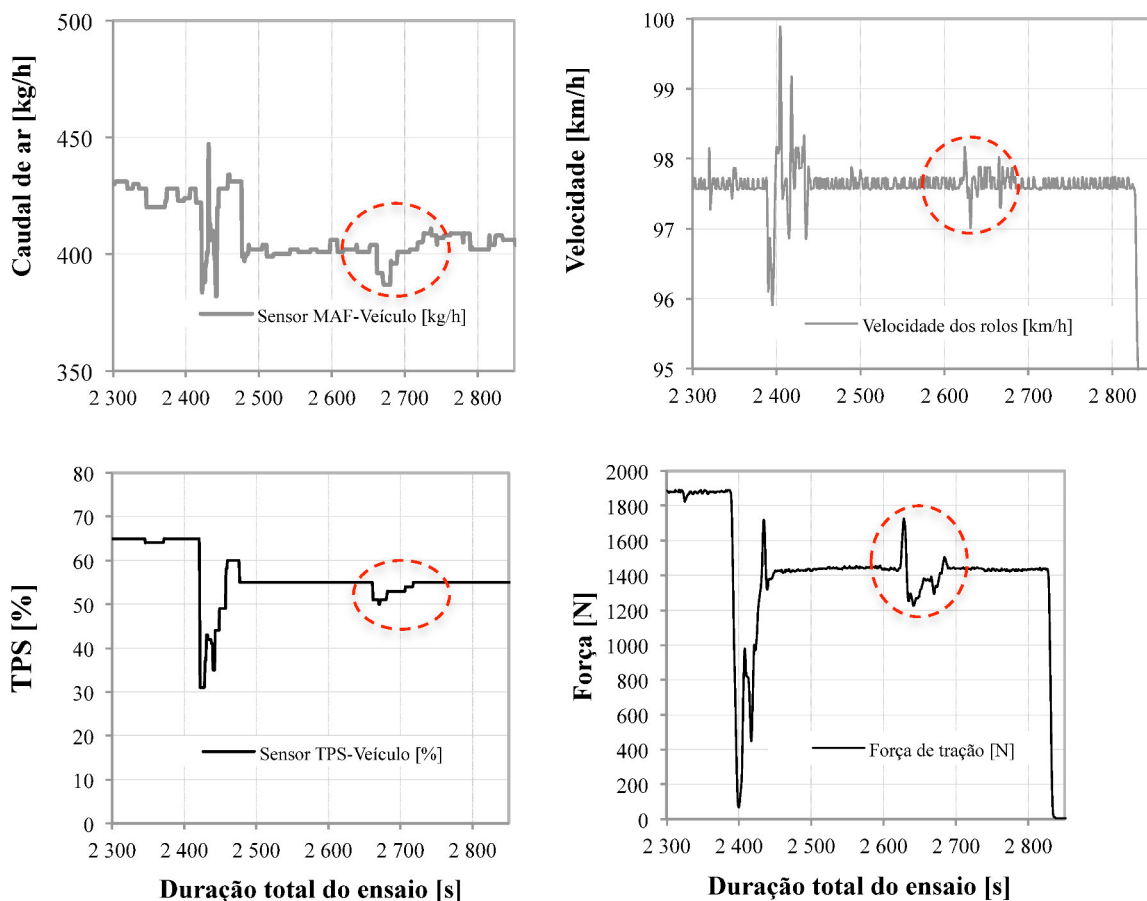 Caudal de ar [kg/h]
500
450
400
350
Sensor MAF-Veículo [kg/h]
2 300 2 400 2 500 2 600 2 700 2 800
Velocidade [km/h]
100
99
98
97
96
95
Velocidade dos rolos [km/h]
2 300 2 400 2 500 2 600 2 700 2 800
TPS [%]
80
70
60
50
40
30
20
10
0
Sensor TPS-Veículo [%]
2 300 2 400 2 500 2 600 2 700 2 800
Duração total do ensaio [s]
Força [N]
2000
1800
1600
1400
1200
1000
800
600
400
200
0
Força de tração [N]
2 300 2 400 2 500 2 600 2 700 2 800
Duração total do ensaio [s]